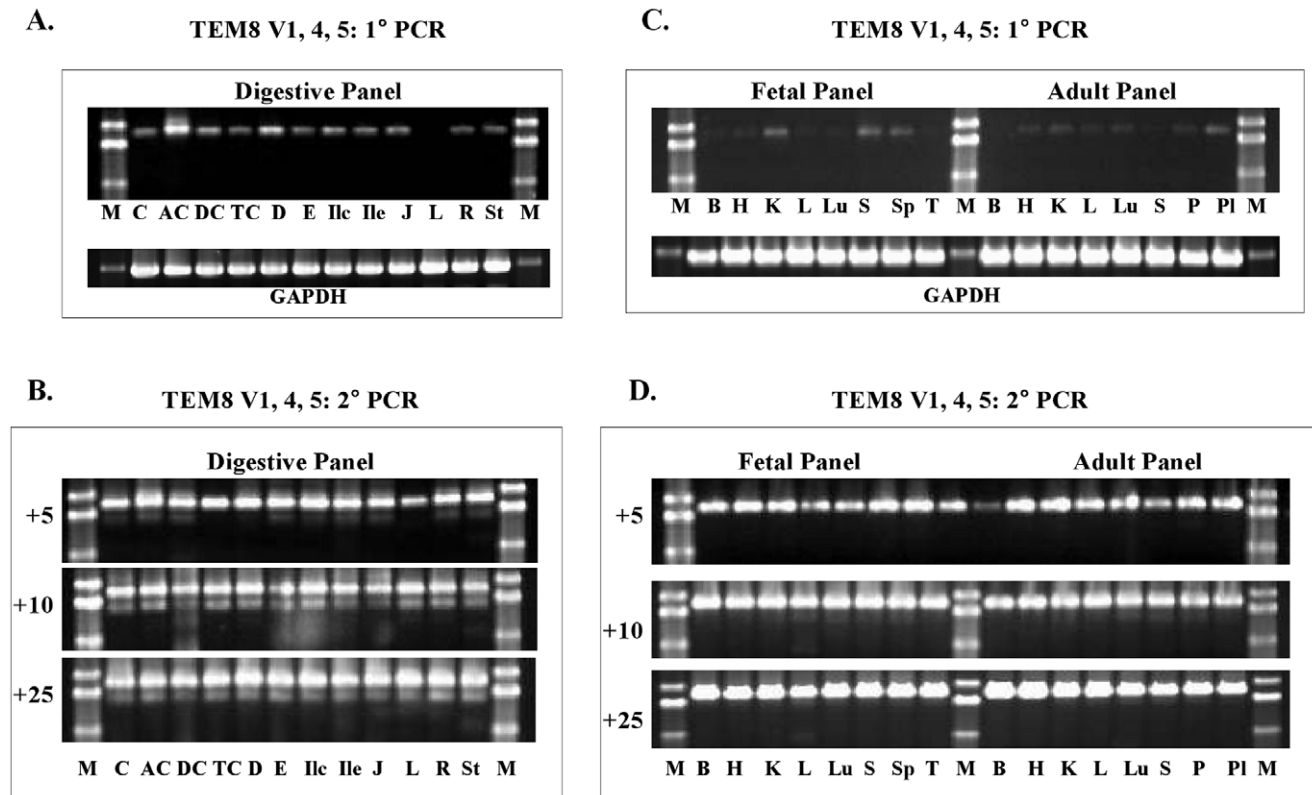 A.
TEM8 V1, 4, 5: 1° PCR
Digestive Panel
M C AC DC TC D E Ilc Ile J L R St M
GAPDH
B.
TEM8 V1, 4, 5: 2° PCR
Digestive Panel
+5
+10
+25
M C AC DC TC D E Ilc Ile J L R St M
C.
TEM8 V1, 4, 5: 1° PCR
Fetal Panel Adult Panel
M B H K L Lu S Sp T M B H K L Lu S P Pl M
GAPDH
D.
TEM8 V1, 4, 5: 2° PCR
Fetal Panel Adult Panel
+5
+10
+25
M B H K L Lu S Sp T M B H K L Lu S P Pl M